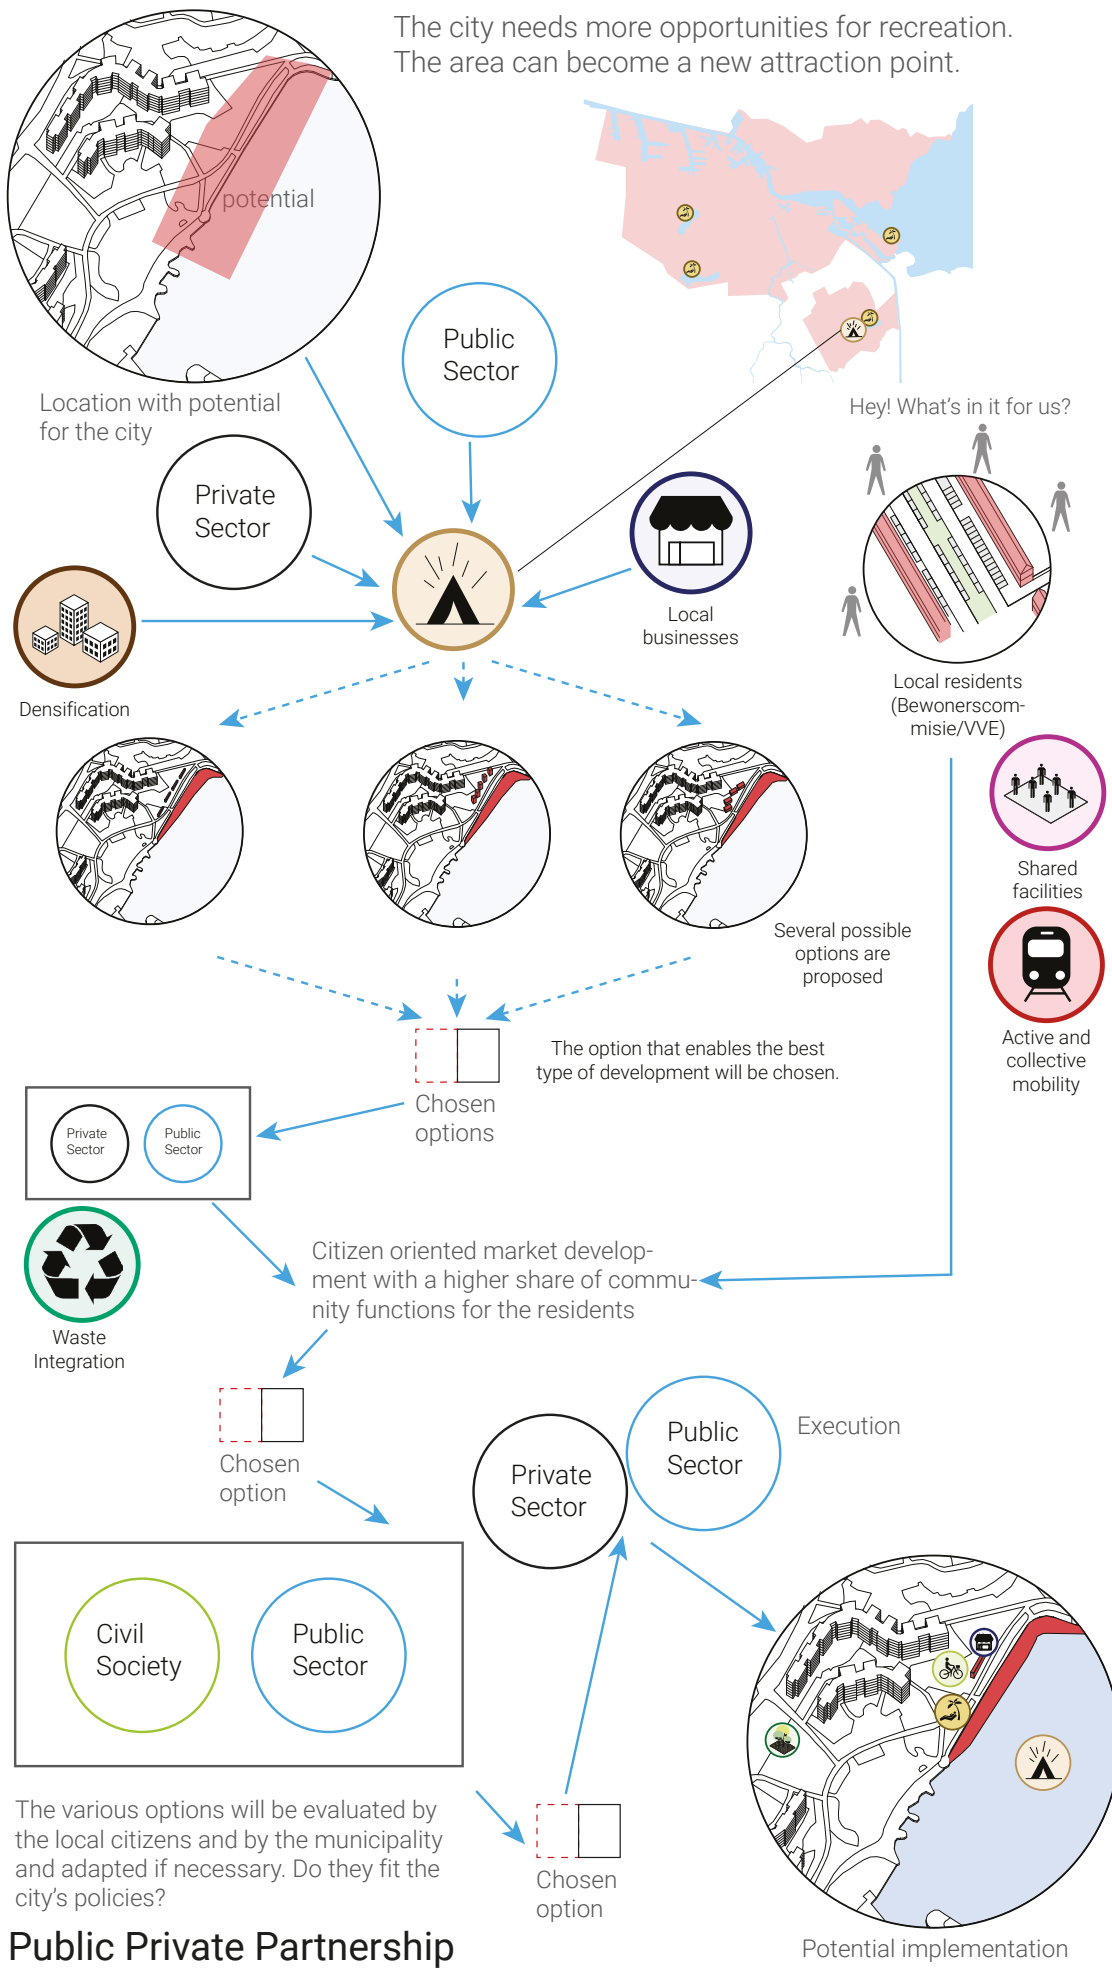 The city needs more opportunities for recreation.
The area can become a new attraction point.
potential
Location with potential
for the city
Public
Sector
Private
Sector
Hey! What's in it for us?
Local
businesses
Densification
Local residents
(Bewonerscom-
misie/VVE)
Shared
facilities
Several possible
options are
proposed
Active and
collective
mobility
The option that enables the best
type of development will be chosen.
Chosen
options
Private
Sector
Public
Sector
Waste
Integration
Citizen oriented market develop-
ment with a higher share of commu-
nity functions for the residents
Chosen
option
Private
Sector
Public
Sector
Execution
Civil
Society
Public
Sector
The various options will be evaluated by
the local citizens and by the municipality
and adapted if necessary. Do they fit the
city's policies?
Chosen
option
Public Private Partnership
Potential implementation